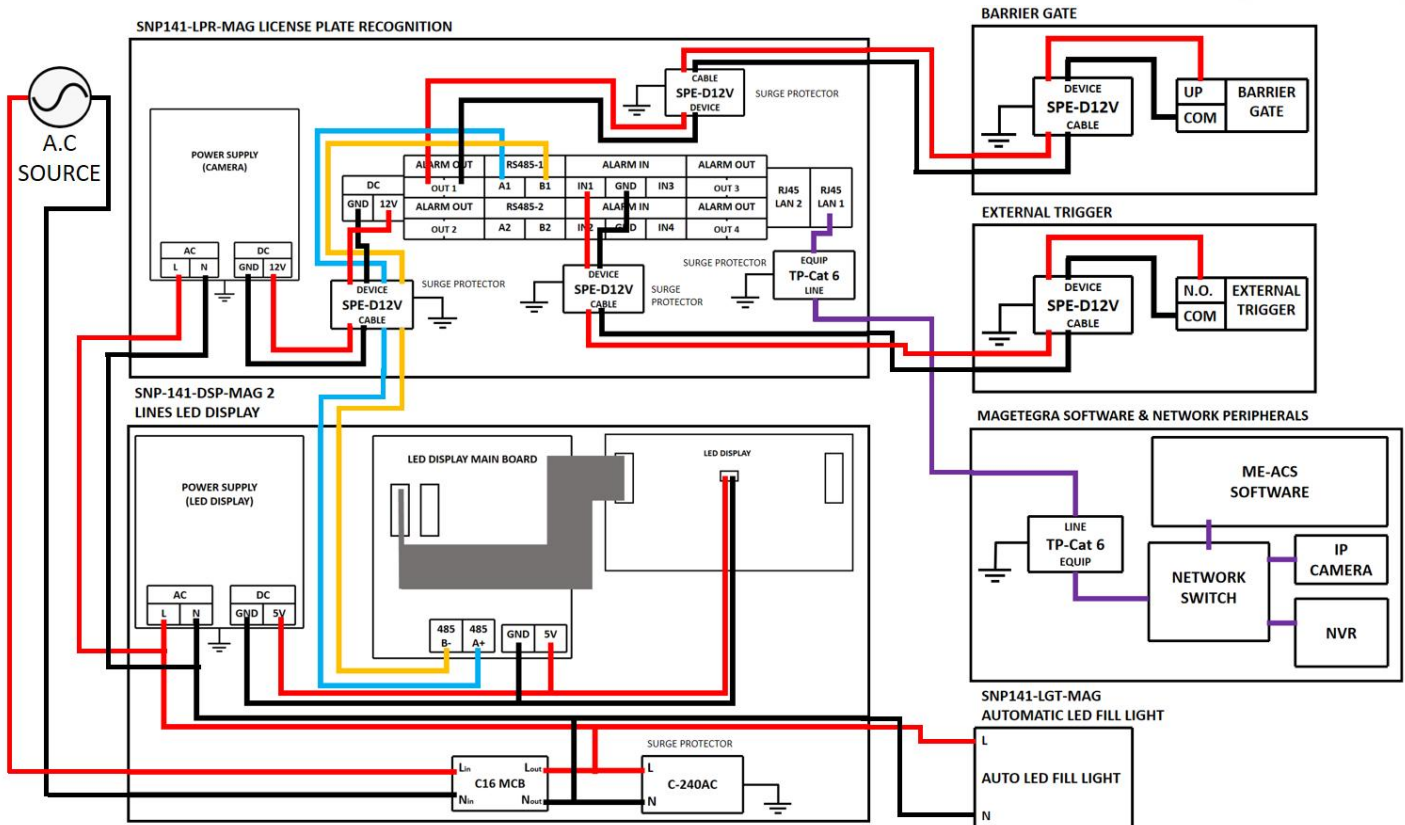 SNP141-LPR-MAG LICENSE PLATE RECOGNITION
A.C
SOURCE
POWER SUPPLY
(CAMERA)
AC
DC
L
N
GND
12V
DC
GND
12V
ALARM OUT
RS485-1
ALARM IN
ALARM OUT
OUT 1
A1
B1
IN1
GND
IN3
OUT 3
ALARM OUT
RS485-2
ALARM IN
ALARM OUT
OUT 2
A2
B2
IN2
GND
IN4
OUT 4
RJ45
LAN 2
RJ45
LAN 1
CABLE
SPE-D12V
DEVICE
SURGE PROTECTOR
DEVICE
SPE-D12V
CABLE
SURGE PROTECTOR
DEVICE
SPE-D12V
CABLE
SURGE
PROTECTOR
SURGE PROTECTOR
EQUIP
TP-Cat 6
LINE
BARRIER GATE
DEVICE
SPE-D12V
CABLE
UP
COM
BARRIER
GATE
EXTERNAL TRIGGER
DEVICE
SPE-D12V
CABLE
N.O.
COM
EXTERNAL
TRIGGER
SNP-141-DSP-MAG 2
LINES LED DISPLAY
POWER SUPPLY
(LED DISPLAY)
AC
DC
L
N
GND
5V
LED DISPLAY MAIN BOARD
485
B-
485
A+
GND
5V
LED DISPLAY
Lin
Lout
C16 MCB
Nin
Nout
SURGE PROTECTOR
L
C-240AC
N
MAGETEGRA SOFTWARE & NETWORK PERIPHERALS
ME-ACS
SOFTWARE
LINE
TP-Cat 6
EQUIP
NETWORK
SWITCH
IP
CAMERA
NVR
SNP141-LGT-MAG
AUTOMATIC LED FILL LIGHT
L
AUTO LED FILL LIGHT
N